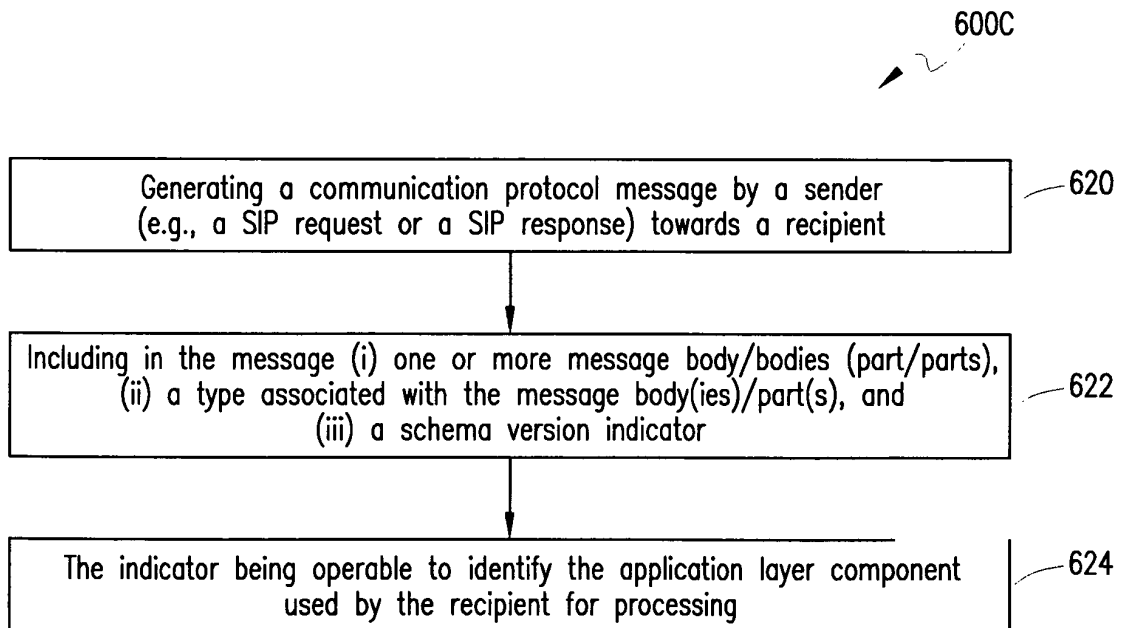 600C
Generating a communication protocol message by a sender
(e.g., a SIP request or a SIP response) towards a recipient
620
Including in the message (i) one or more message body/bodies (part/parts),
(ii) a type associated with the message body(ies)/part(s), and
(iii) a schema version indicator
622
The indicator being operable to identify the application layer component
used by the recipient for processing
624